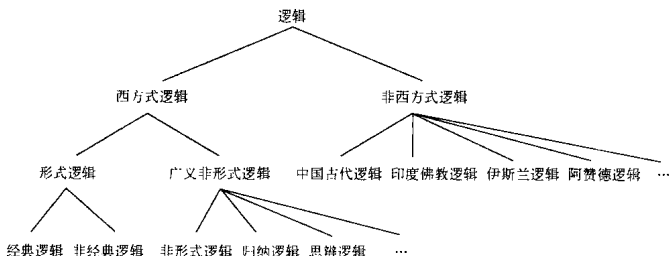 逻辑
西方式逻辑 非西方式逻辑
形式逻辑 广义非形式逻辑 中国古代逻辑 印度佛教逻辑 伊斯兰逻辑 阿赞德逻辑 …
经典逻辑 非经典逻辑 非形式逻辑 归纳逻辑 思辨逻辑 …